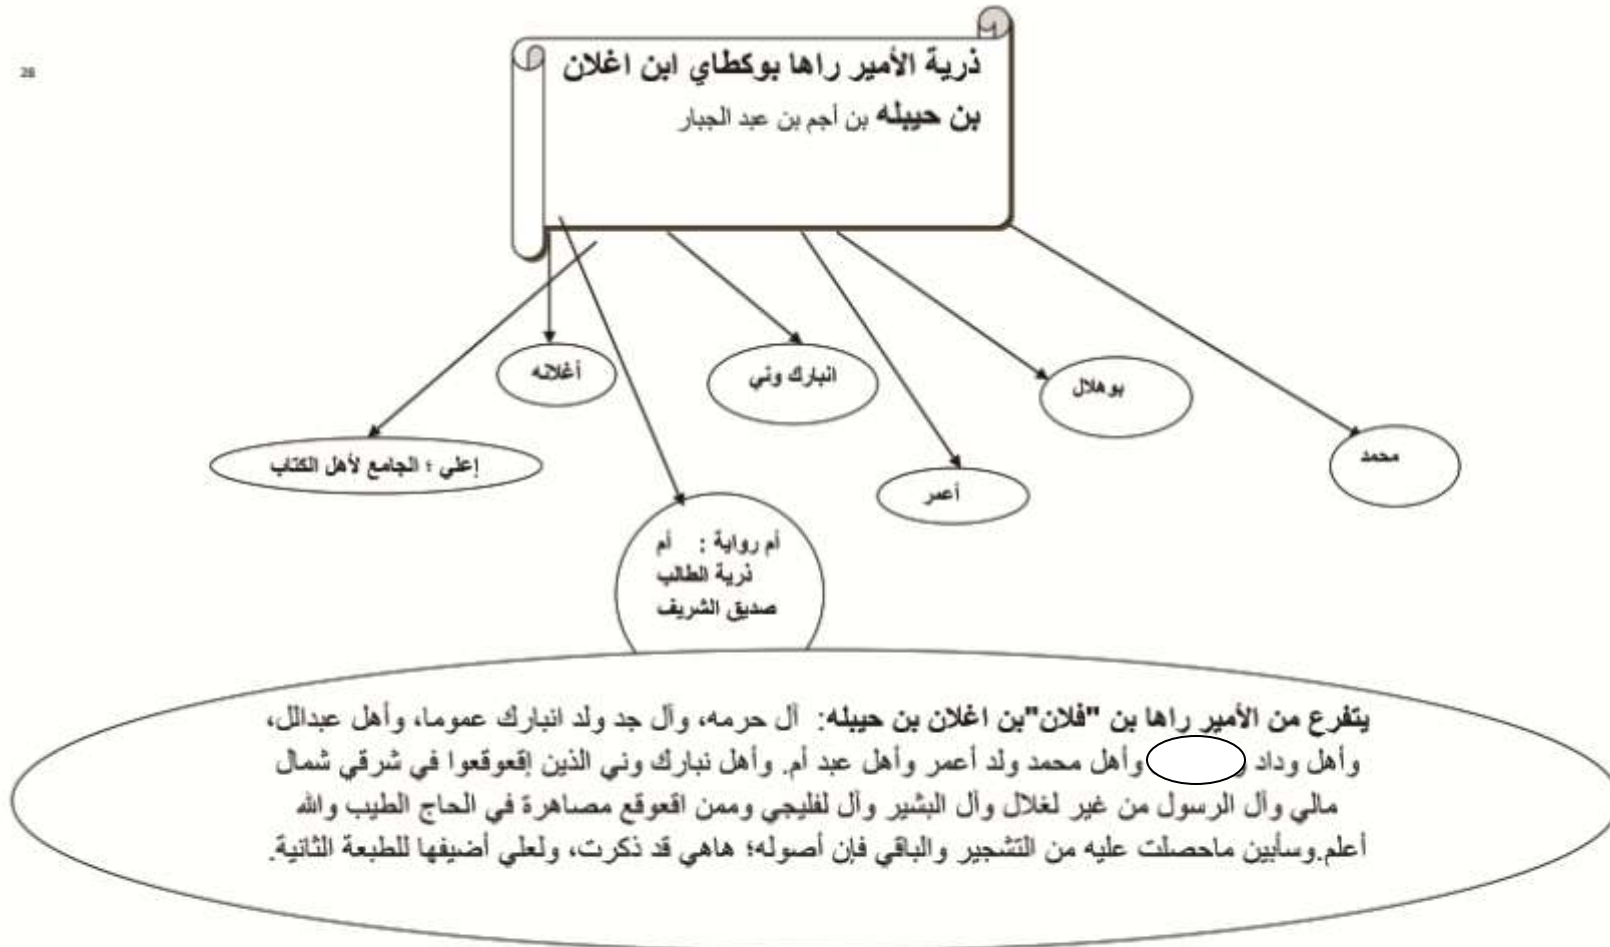 28
ذرية الأمير راها بوكطاي ابن اغلان
بن حيبله بن أجم بن عبد الجبار
أغلانه
انبارك وني
بوهلال
محمد
إعلي ؛ الجامع لأهل الكتاب
أعمر
أم رواية : أم
ذرية الطالب
صديق الشريف
يتفرع من الأمير راها بن "فلان"بن اغلان بن حيبله: آل حرمه، وآل جد ولد انبارك عموما، وأهل عبدالل،
وأهل وداد وأهل محمد ولد أعمر وأهل عبد أم. وأهل نبارك وني الذين إقعوقعوا في شرقي شمال
مالي وآل الرسول من غير لغلال وآل البشير وآل لفليجي وممن اقعوقع مصاهرة في الحاج الطيب والله
أعلم.وسأبين ماحصلت عليه من التشجير والباقي فإن أصوله؛ هاهي قد ذكرت، ولعلي أضيفها للطبعة الثانية.